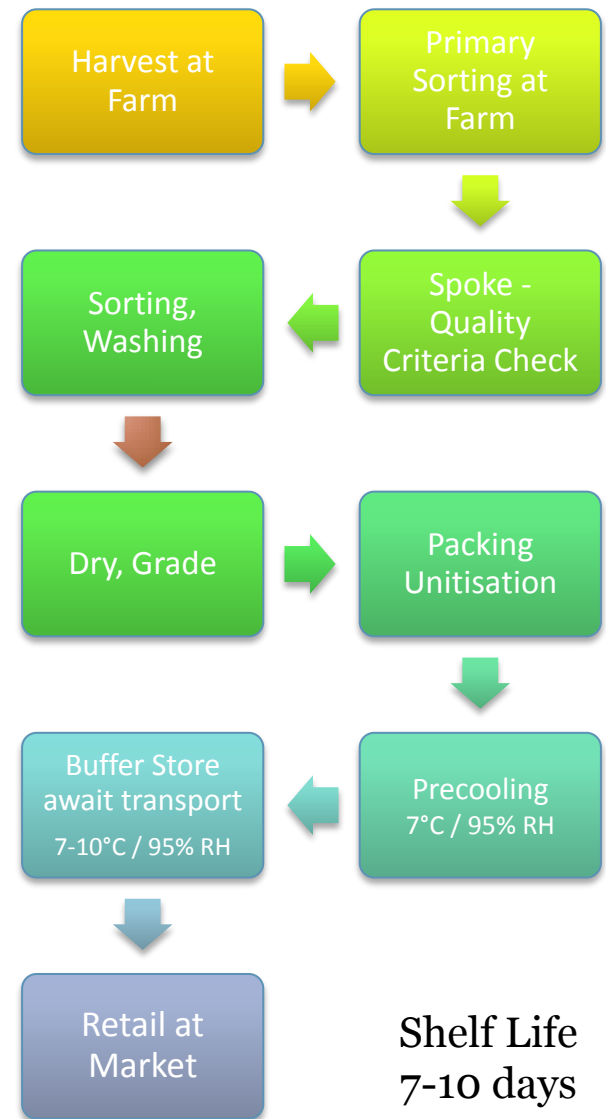 Harvest at
Farm
Primary
Sorting at
Farm
Spoke -
Quality
Criteria Check
Sorting,
Washing
Dry, Grade
Packing
Unitisation
Precooling
7°C / 95% RH
Buffer Store
await transport
7-10°C / 95% RH
Retail at
Market
Shelf Life
7-10 days